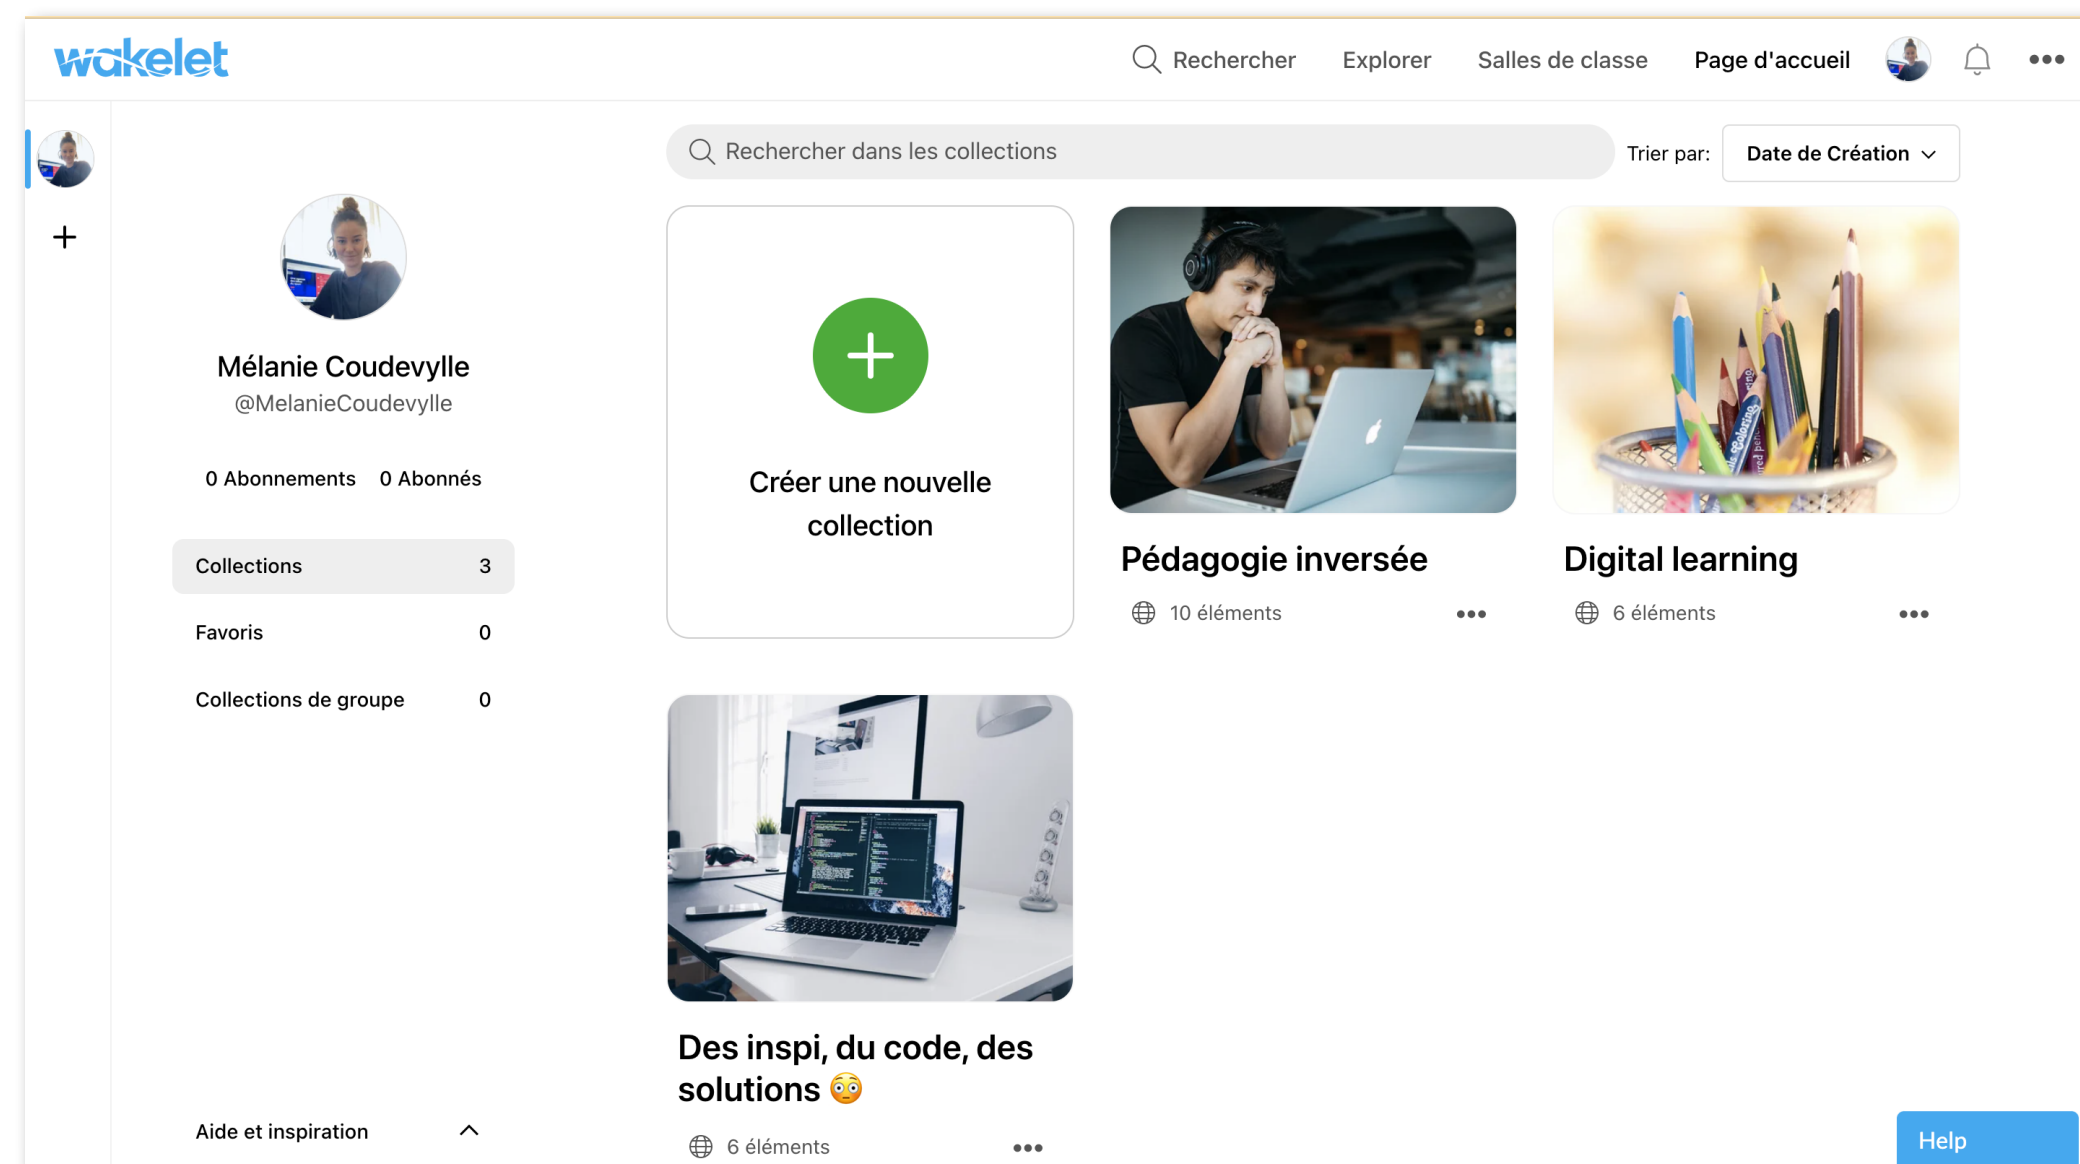 wakelet
Rechercher
Explorer
Salles de classe
Page d'accueil
Rechercher dans les collections
Trier par:
Date de Création
Mélanie Coudevylle
@MelanieCoudevylle
0 Abonnements
0 Abonnés
Collections 3
Favoris 0
Collections de groupe 0
Créer une nouvelle
collection
Pédagogie inversée
10 éléments
Digital learning
6 éléments
Des inspi, du code, des
solutions 😳
6 éléments
Aide et inspiration
Help